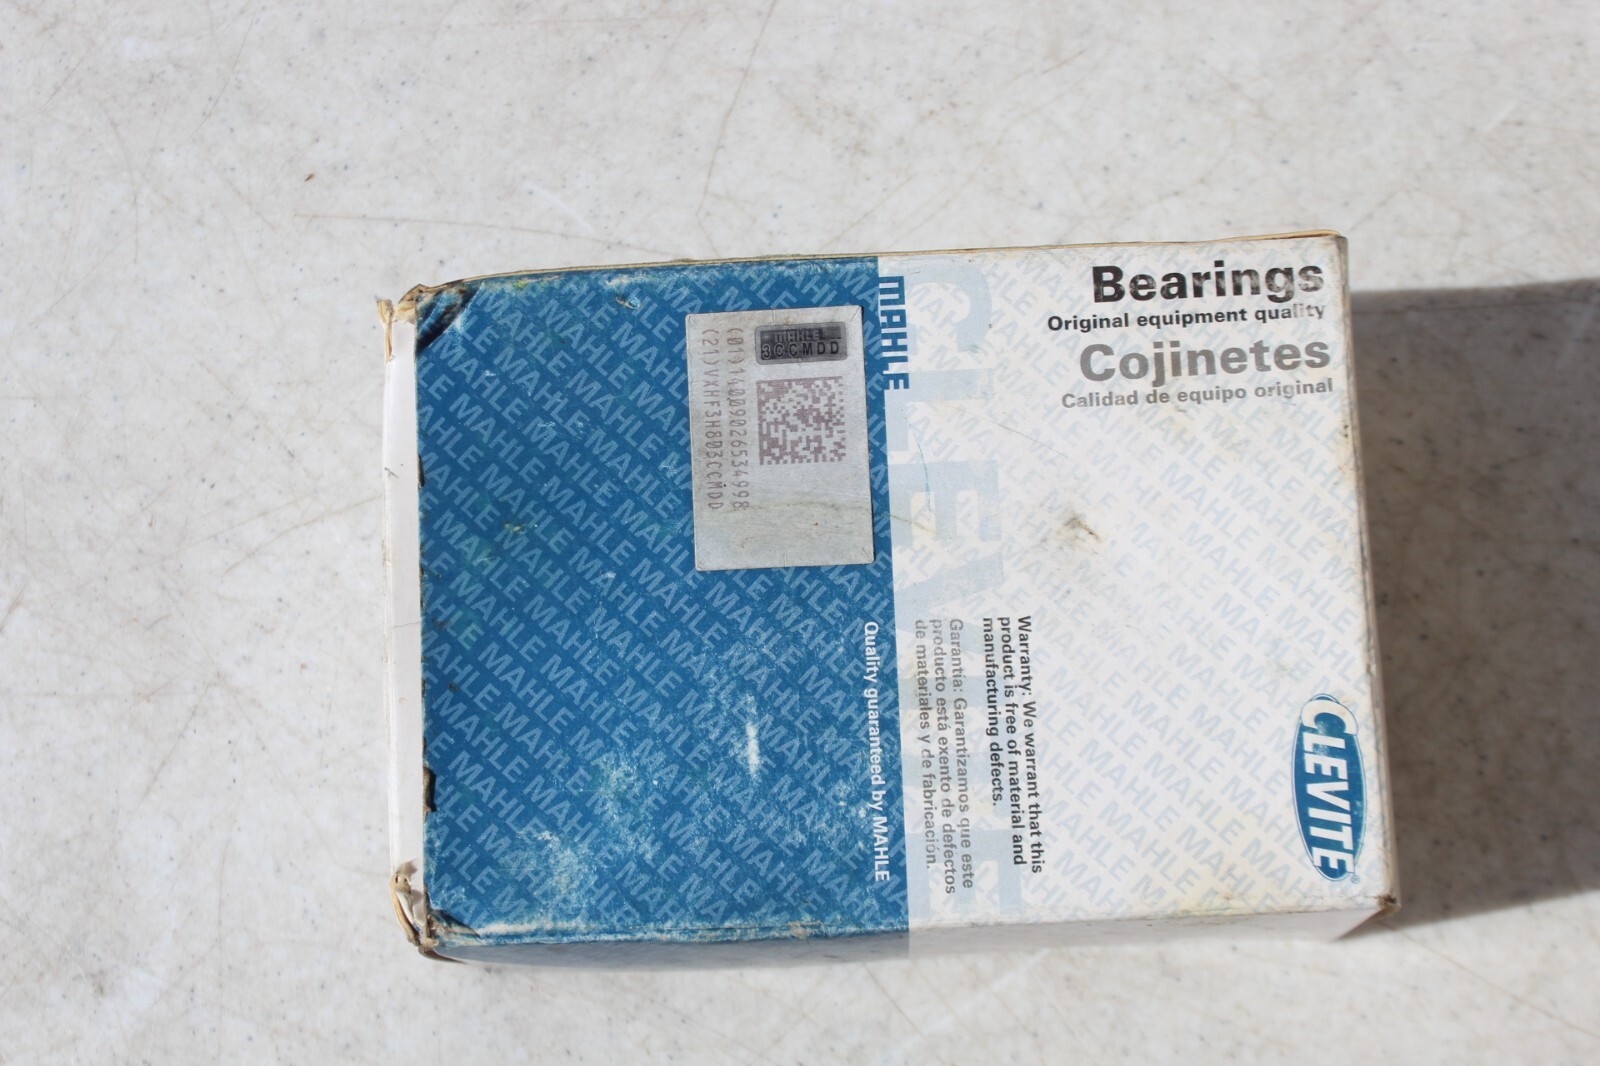 Bearings
Original equipment quality
Cojinetes
Calidad de equipo original
MAHLE
CLEVITE
MAHLE
3CCMDD
(01)14009026534998
(21)VXHF3H803CCMDD
Warranty: We warrant that this
product is free of material and
manufacturing defects.
Garantía: Garantizamos que este
producto está exento de defectos
de materiales y de fabricación.
Quality guaranteed by MAHLE
CLEVITE®